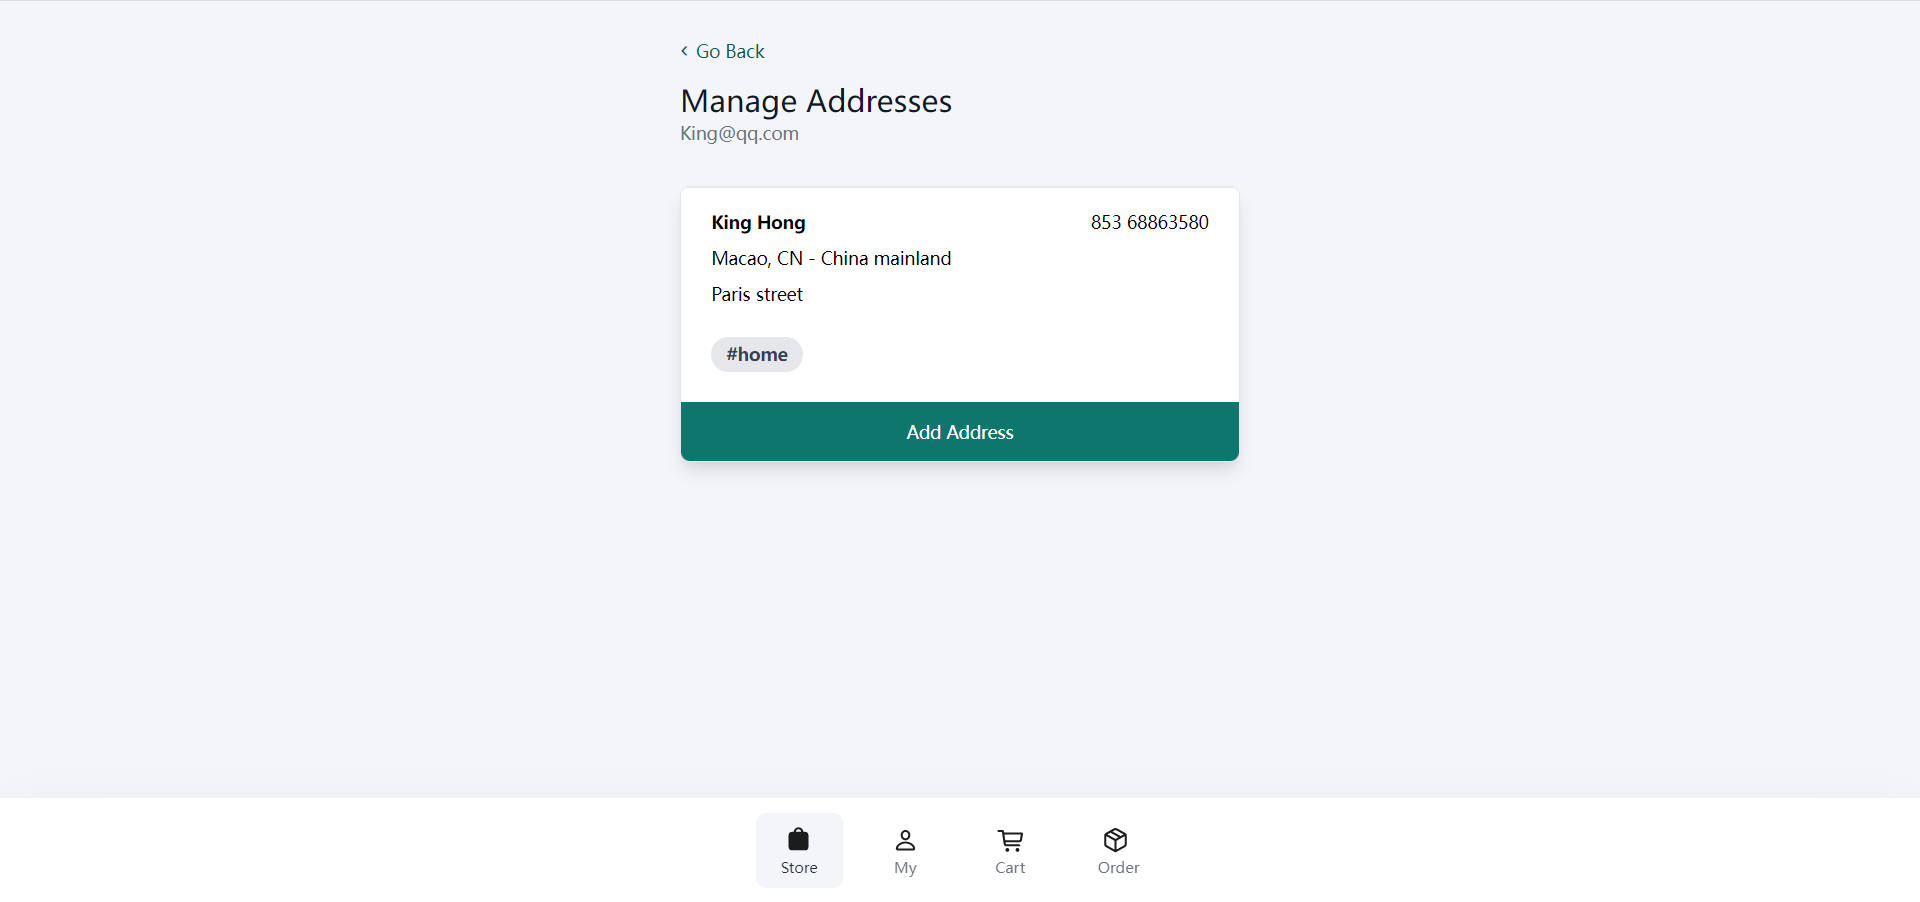 Go Back
Manage Addresses
King@qq.com
King Hong 853 68863580
Macao, CN - China mainland
Paris street
#home
Add Address
Store My Cart Order